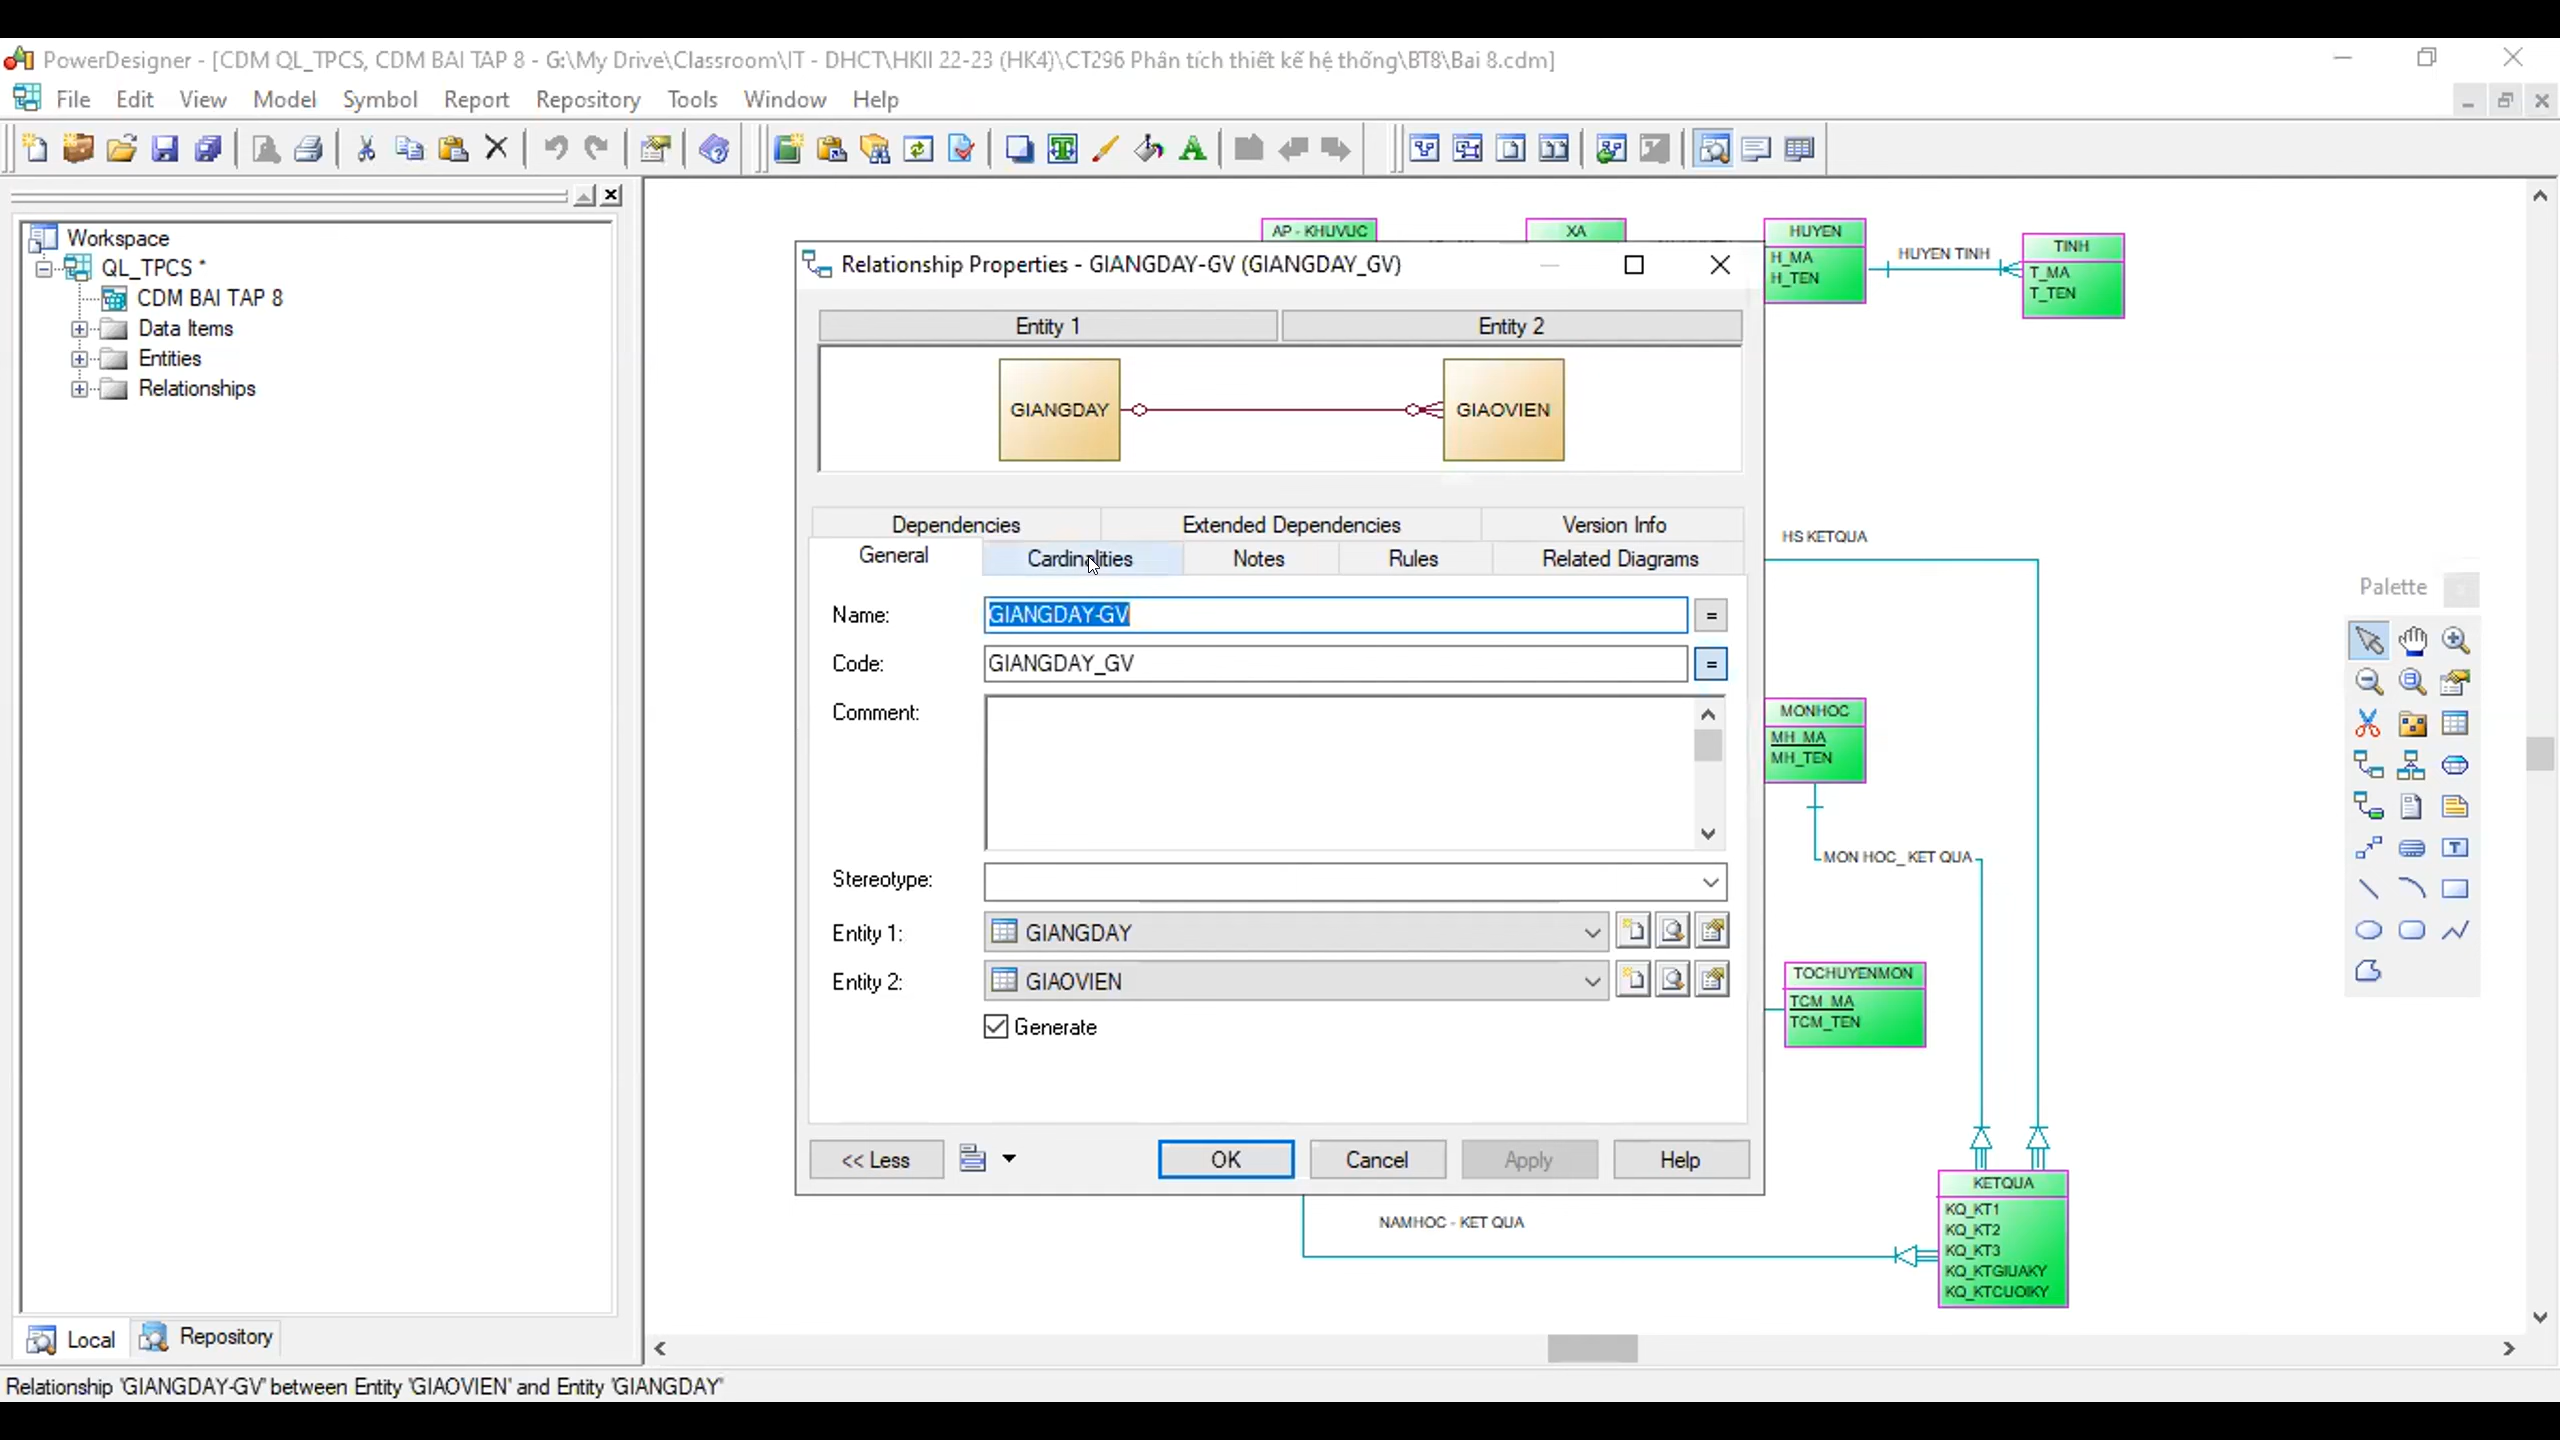 PowerDesigner - [CDM QL_TPCS, CDM BAI TAP 8 - G:\My Drive\Classroom\IT - DHCT\HKII 22-23 (HK4)\CT296 Phân tích thiết kế hệ thống\BT8\Bai 8.cdm]
File Edit View Model Symbol Report Repository Tools Window Help
Workspace
QL_TPCS *
CDM BAI TAP 8
Data Items
Entities
Relationships
Local Repository
AP - KHUVUC
XA
HUYEN
H_MA
H_TEN
HUYEN TINH
TINH
T_MA
T_TEN
Relationship Properties - GIANGDAY-GV (GIANGDAY_GV)
Entity 1 Entity 2
GIANGDAY GIAOVIEN
Dependencies Extended Dependencies Version Info
General Cardinalities Notes Rules Related Diagrams
Name: GIANGDAY-GV =
Code: GIANGDAY_GV =
Comment:
Stereotype:
Entity 1: GIANGDAY
Entity 2: GIAOVIEN
Generate
<< Less OK Cancel Apply Help
HS KETQUA
MONHOC
MH_MA
MH_TEN
MON HOC_ KET QUA
TOCHUYENMON
TCM_MA
TCM_TEN
NAMHOC - KET QUA
KETQUA
KQ_KT1
KQ_KT2
KQ_KT3
KQ_KTGIUAKY
KQ_KTCUOIKY
Palette
Relationship 'GIANGDAY-GV' between Entity 'GIAOVIEN' and Entity 'GIANGDAY'